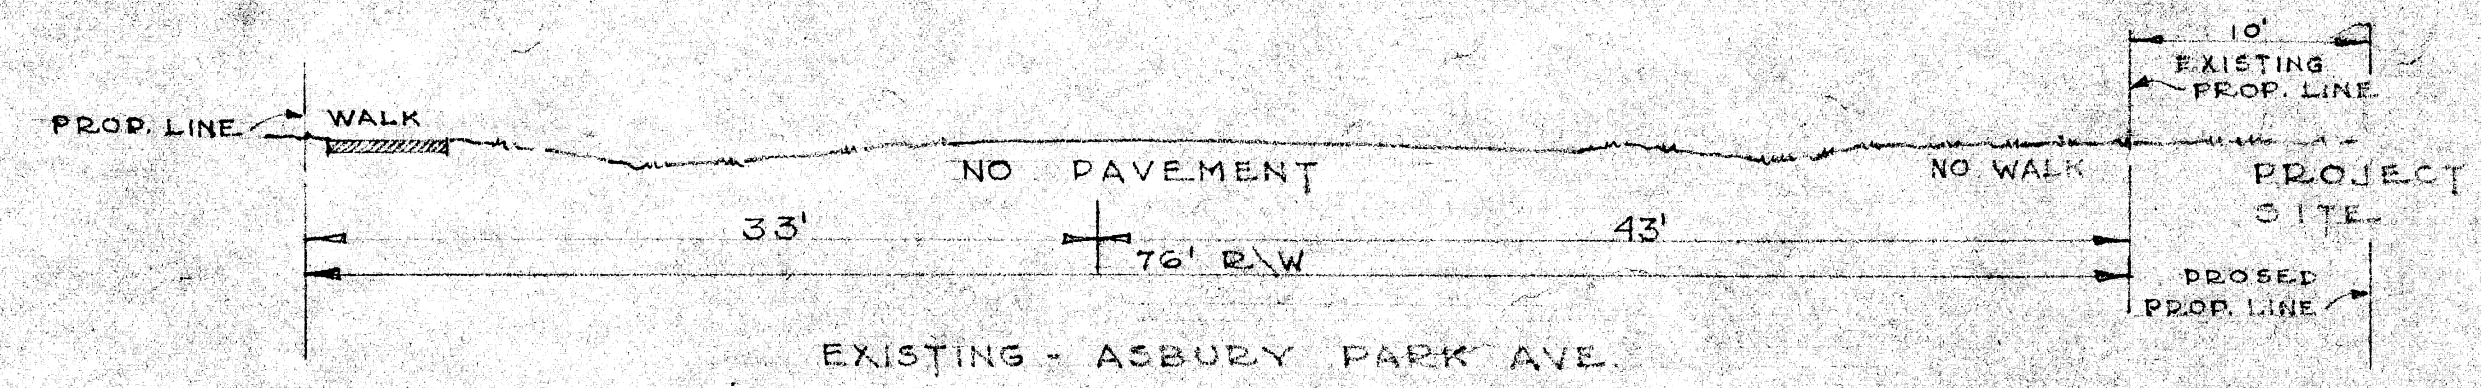 10'
EXISTING
PROP. LINE
PROP. LINE
WALK
NO PAVEMENT
NO WALK
PROJECT
SITE
33'
43'
76' R\W
PROSED
PROP. LINE
EXISTING - ASBURY PARK AVE.